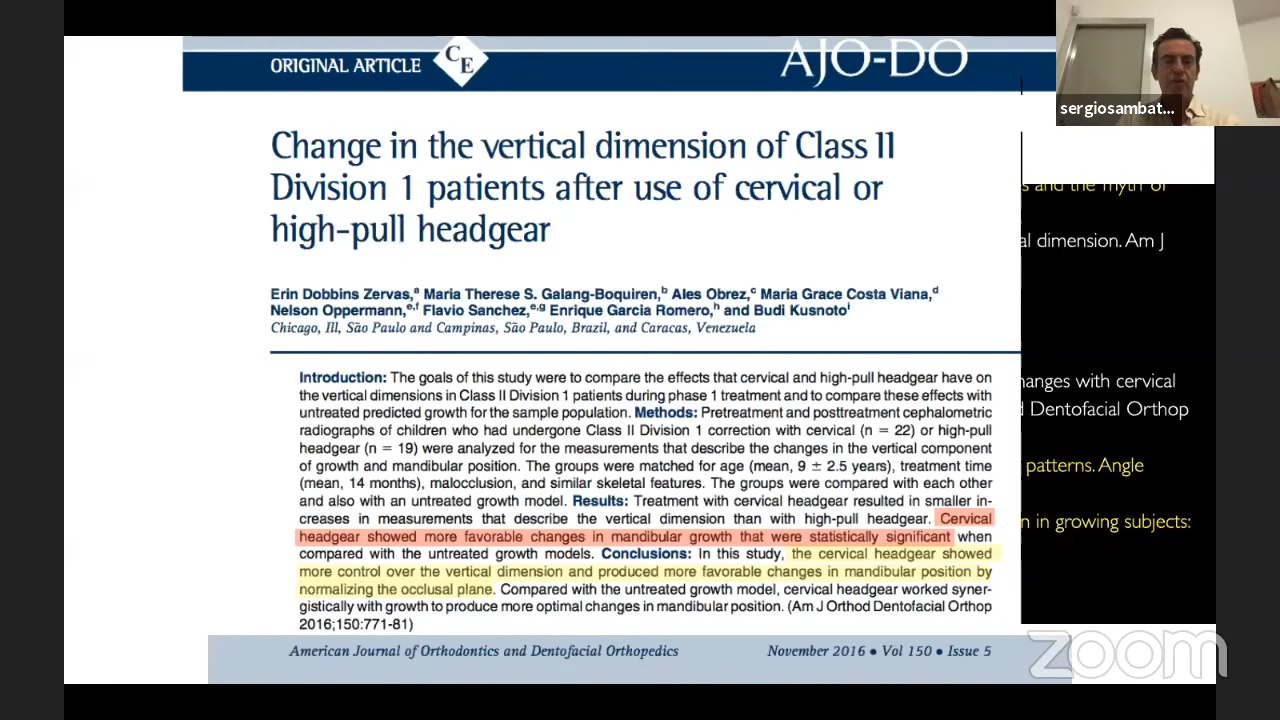 ORIGINAL ARTICLE
CE
AJO-DO
sergiosambat...
Change in the vertical dimension of Class II
Division 1 patients after use of cervical or
high-pull headgear
Erin Dobbins Zervas,a Maria Therese S. Galang-Boquiren,b Ales Obrez,c Maria Grace Costa Viana,d
Nelson Oppermann,e,f Flavio Sanchez,e,g Enrique Garcia Romero,h and Budi Kusnotoi
Chicago, Ill, São Paulo and Campinas, São Paulo, Brazil, and Caracas, Venezuela
Introduction: The goals of this study were to compare the effects that cervical and high-pull headgear have on
the vertical dimensions in Class II Division 1 patients during phase 1 treatment and to compare these effects with
untreated predicted growth for the sample population. Methods: Pretreatment and posttreatment cephalometric
radiographs of children who had undergone Class II Division 1 correction with cervical (n = 22) or high-pull
headgear (n = 19) were analyzed for the measurements that describe the changes in the vertical component
of growth and mandibular position. The groups were matched for age (mean, 9 ± 2.5 years), treatment time
(mean, 14 months), malocclusion, and similar skeletal features. The groups were compared with each other
and also with an untreated growth model. Results: Treatment with cervical headgear resulted in smaller in-
creases in measurements that describe the vertical dimension than with high-pull headgear. Cervical
headgear showed more favorable changes in mandibular growth that were statistically significant when
compared with the untreated growth models. Conclusions: In this study, the cervical headgear showed
more control over the vertical dimension and produced more favorable changes in mandibular position by
normalizing the occlusal plane. Compared with the untreated growth model, cervical headgear worked syner-
gistically with growth to produce more optimal changes in mandibular position. (Am J Orthod Dentofacial Orthop
2016;150:771-81)
American Journal of Orthodontics and Dentofacial Orthopedics
November 2016 • Vol 150 • Issue 5
s and the myth of
al dimension. Am J
hanges with cervical
d Dentofacial Orthop
patterns. Angle
n in growing subjects:
zoom